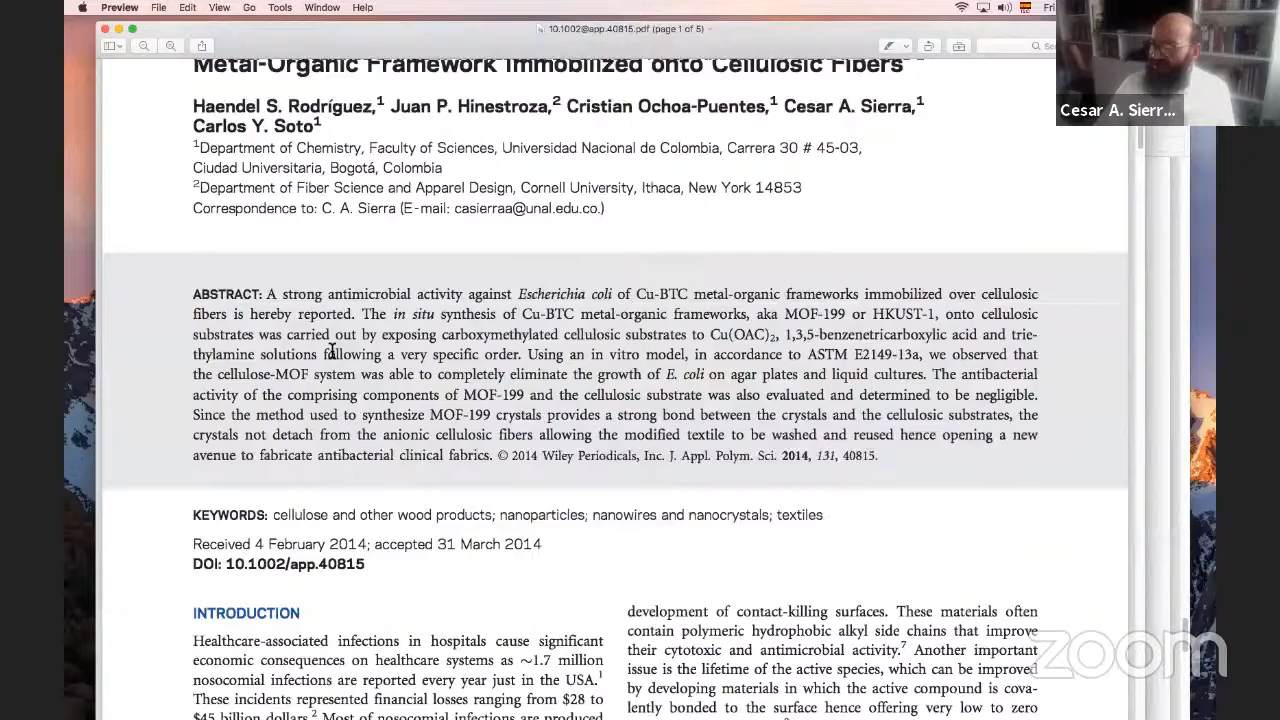 Preview File Edit View Go Tools Window Help Fri
10.1002@app.40815.pdf (page 1 of 5)
Metal-Organic Framework Immobilized onto Cellulosic Fibers
Haendel S. Rodríguez,1 Juan P. Hinestroza,2 Cristian Ochoa-Puentes,1 Cesar A. Sierra,1
Carlos Y. Soto1
1Department of Chemistry, Faculty of Sciences, Universidad Nacional de Colombia, Carrera 30 # 45-03,
Ciudad Universitaria, Bogotá, Colombia
2Department of Fiber Science and Apparel Design, Cornell University, Ithaca, New York 14853
Correspondence to: C. A. Sierra (E-mail: casierraa@unal.edu.co.)
Cesar A. Sierr...
ABSTRACT: A strong antimicrobial activity against Escherichia coli of Cu-BTC metal-organic frameworks immobilized over cellulosic
fibers is hereby reported. The in situ synthesis of Cu-BTC metal-organic frameworks, aka MOF-199 or HKUST-1, onto cellulosic
substrates was carried out by exposing carboxymethylated cellulosic substrates to Cu(OAC)2, 1,3,5-benzenetricarboxylic acid and trie-
thylamine solutions following a very specific order. Using an in vitro model, in accordance to ASTM E2149-13a, we observed that
the cellulose-MOF system was able to completely eliminate the growth of E. coli on agar plates and liquid cultures. The antibacterial
activity of the comprising components of MOF-199 and the cellulosic substrate was also evaluated and determined to be negligible.
Since the method used to synthesize MOF-199 crystals provides a strong bond between the crystals and the cellulosic substrates, the
crystals not detach from the anionic cellulosic fibers allowing the modified textile to be washed and reused hence opening a new
avenue to fabricate antibacterial clinical fabrics. © 2014 Wiley Periodicals, Inc. J. Appl. Polym. Sci. 2014, 131, 40815.
KEYWORDS: cellulose and other wood products; nanoparticles; nanowires and nanocrystals; textiles
Received 4 February 2014; accepted 31 March 2014
DOI: 10.1002/app.40815
INTRODUCTION
Healthcare-associated infections in hospitals cause significant
economic consequences on healthcare systems as ~1.7 million
nosocomial infections are reported every year just in the USA.1
These incidents represented financial losses ranging from $28 to
$45 billion dollars.2 Most of nosocomial infections are produced
development of contact-killing surfaces. These materials often
contain polymeric hydrophobic alkyl side chains that improve
their cytotoxic and antimicrobial activity.7 Another important
issue is the lifetime of the active species, which can be improved
by developing materials in which the active compound is cova-
lently bonded to the surface hence offering very low to zero
zoom